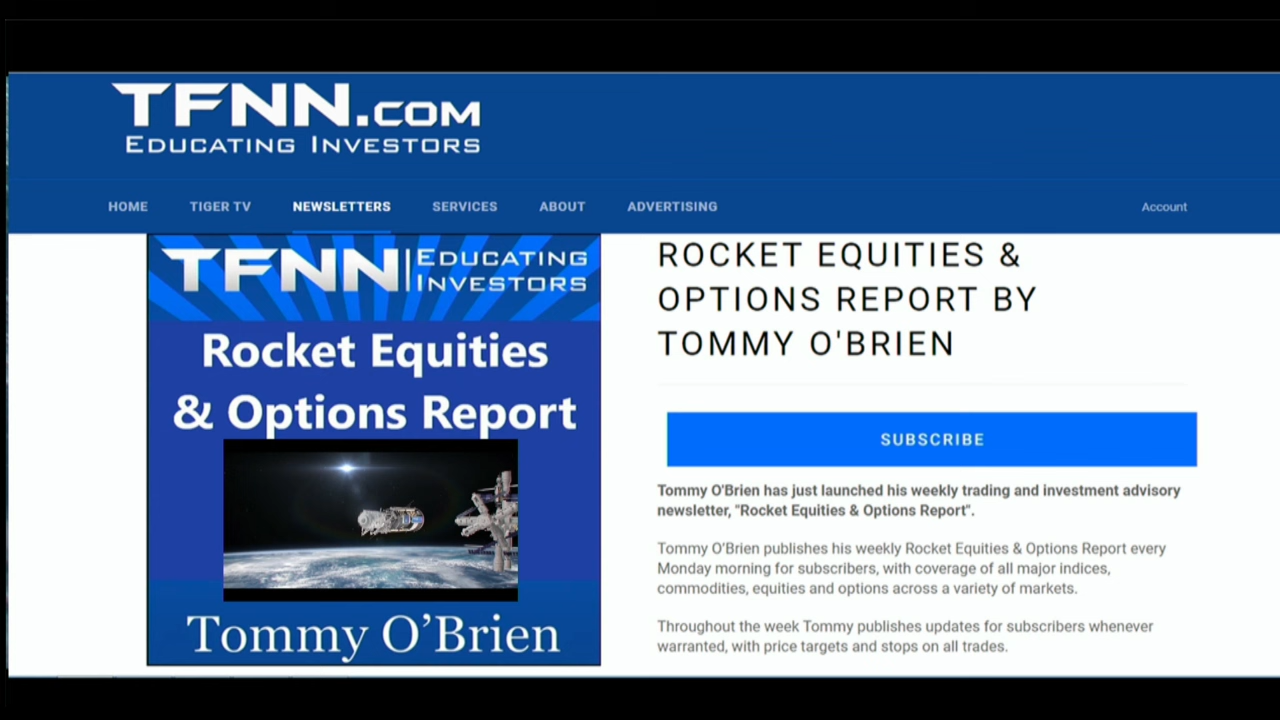 TFNN.COM
EDUCATING INVESTORS
HOME TIGER TV NEWSLETTERS SERVICES ABOUT ADVERTISING Account
TFNN EDUCATING
INVESTORS
Rocket Equities
& Options Report
Tommy O’Brien
ROCKET EQUITIES &
OPTIONS REPORT BY
TOMMY O'BRIEN
SUBSCRIBE
Tommy O'Brien has just launched his weekly trading and investment advisory
newsletter, "Rocket Equities & Options Report".
Tommy O’Brien publishes his weekly Rocket Equities & Options Report every
Monday morning for subscribers, with coverage of all major indices,
commodities, equities and options across a variety of markets.
Throughout the week Tommy publishes updates for subscribers whenever
warranted, with price targets and stops on all trades.